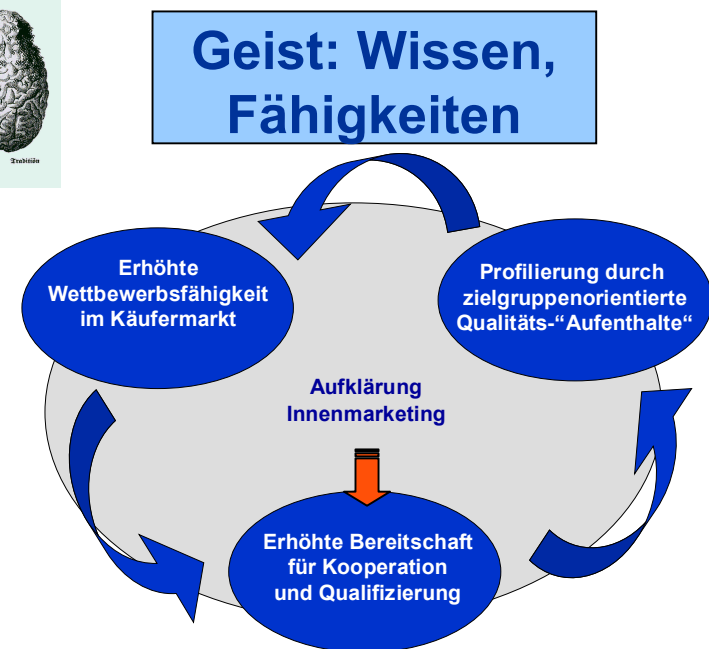 Geist: Wissen,
Fähigkeiten
Tradition
Erhöhte
Wettbewerbsfähigkeit
im Käufermarkt
Profilierung durch
zielgruppenorientierte
Qualitäts-“Aufenthalte“
Aufklärung
Innenmarketing
Erhöhte Bereitschaft
für Kooperation
und Qualifizierung